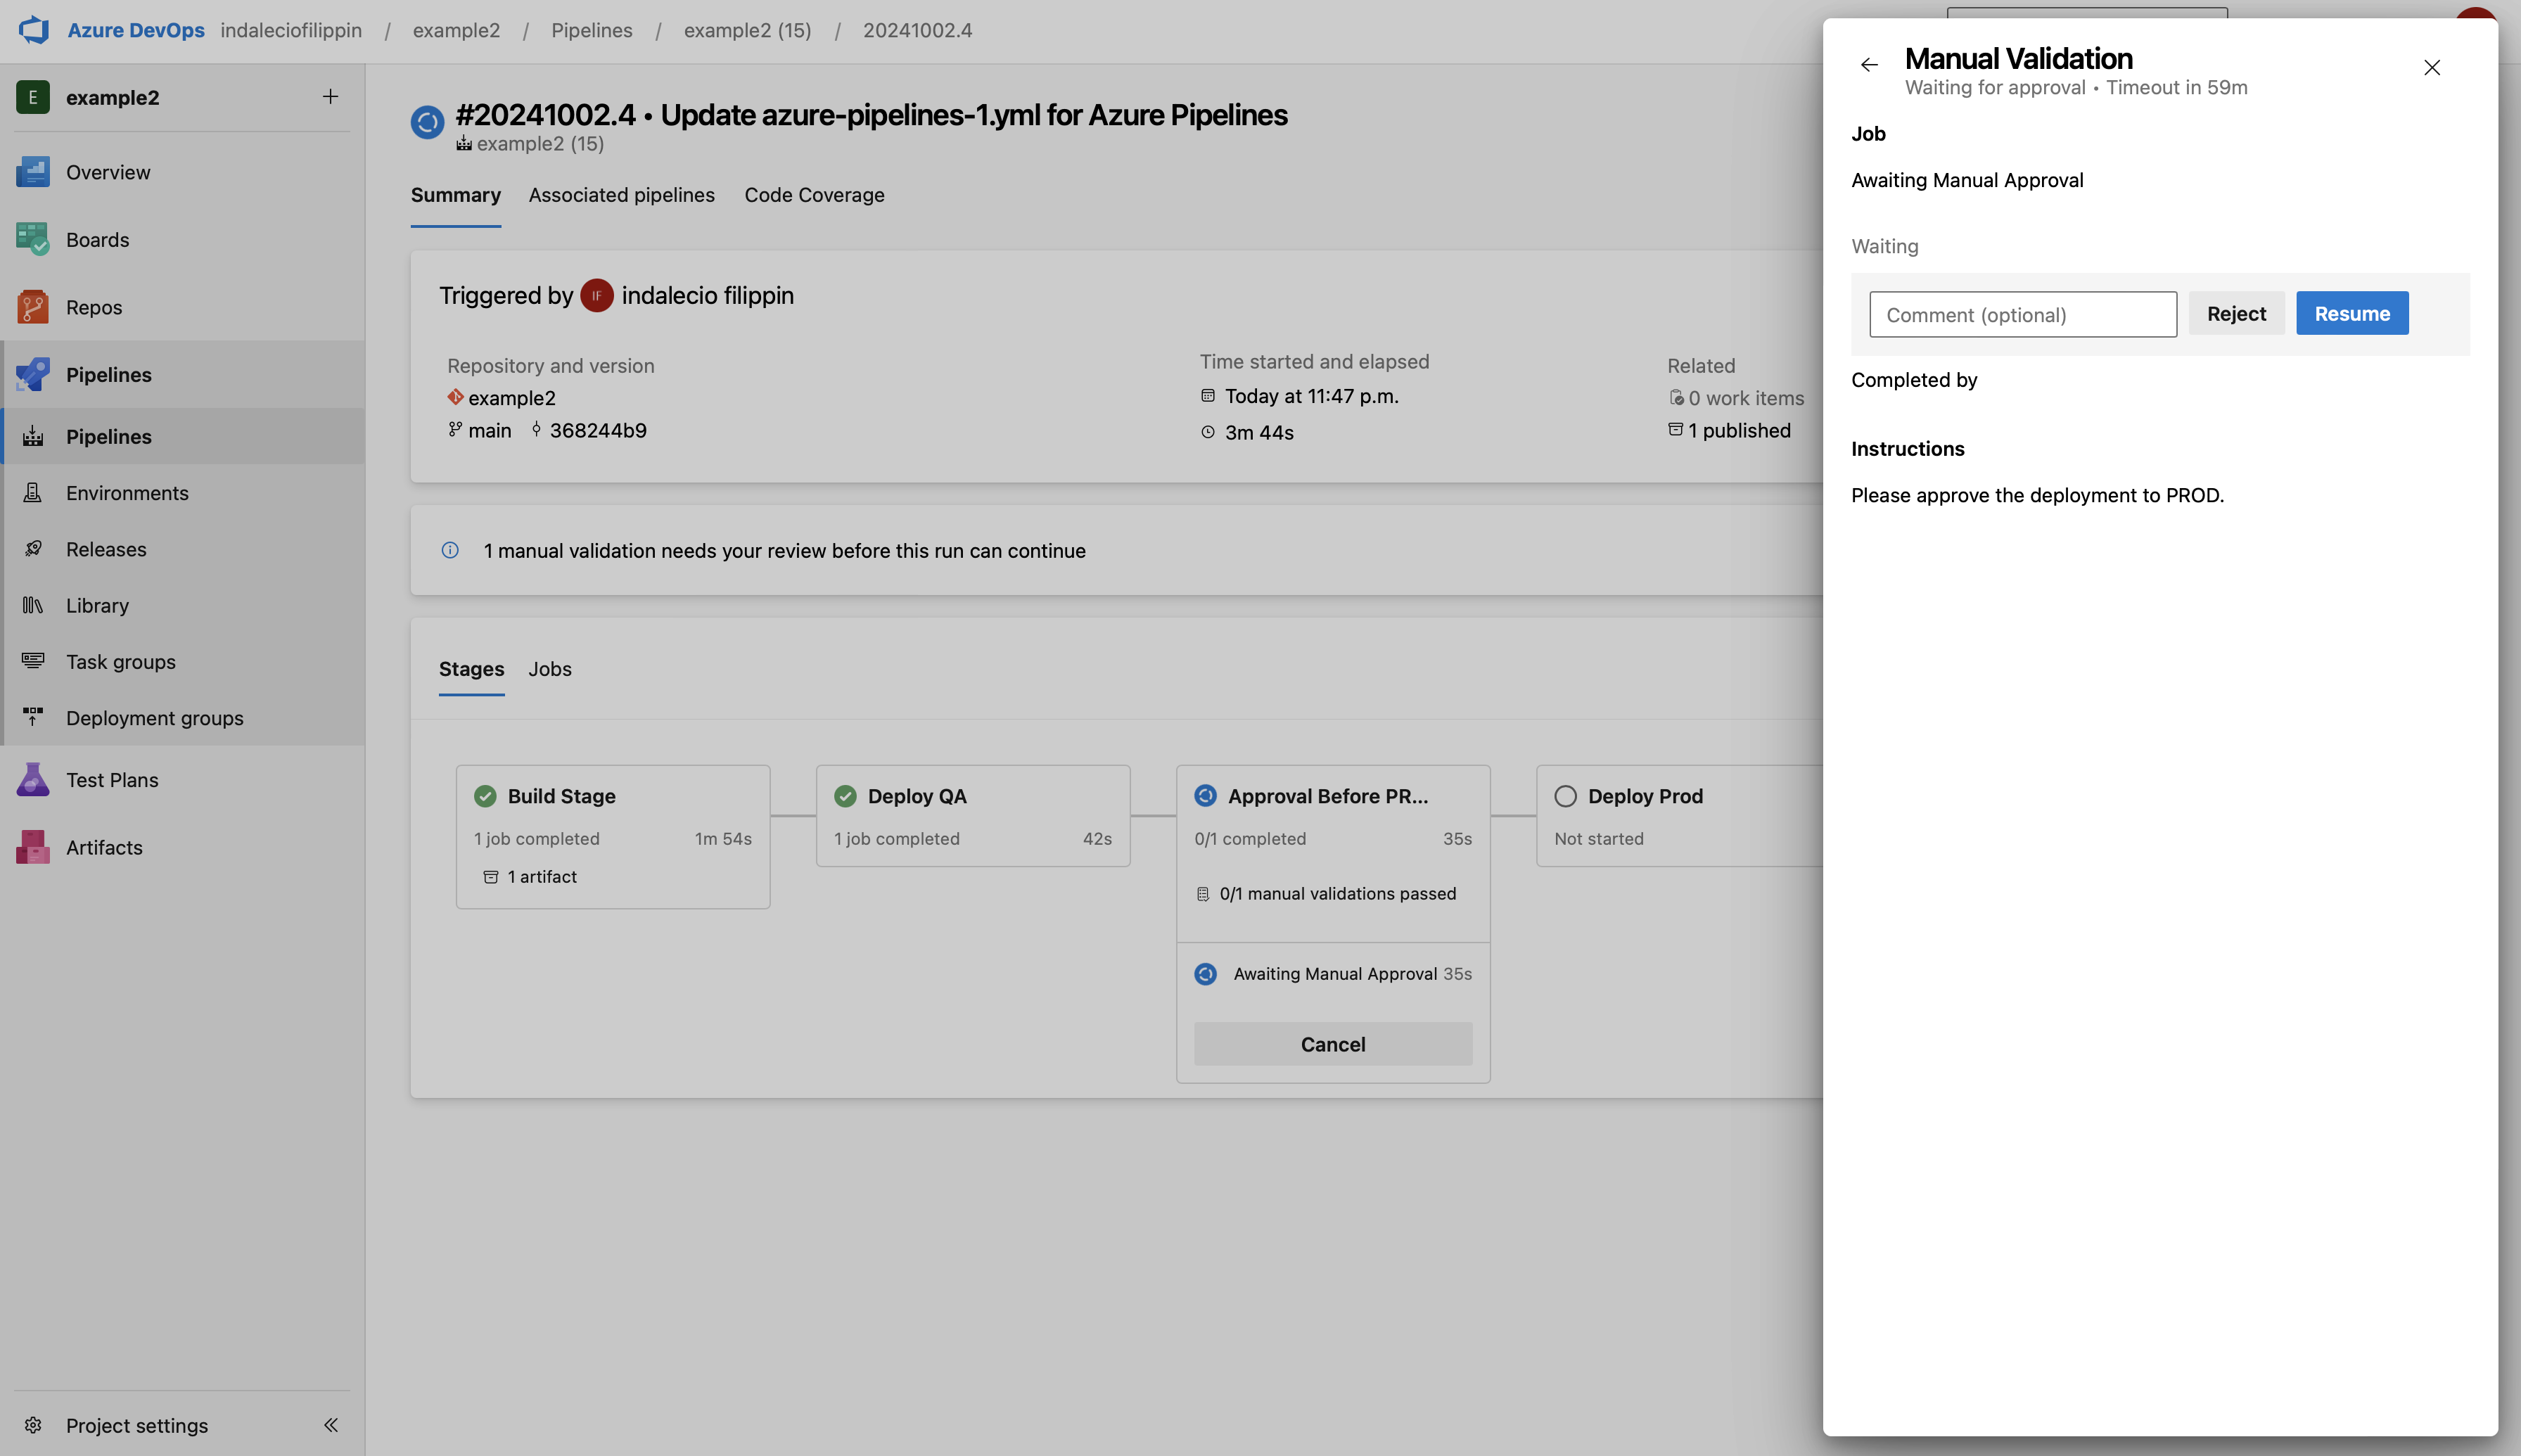 Azure DevOps indaleciofilippin / example2 / Pipelines / example2 (15) / 20241002.4
E example2
Overview
Boards
Repos
Pipelines
Pipelines
Environments
Releases
Library
Task groups
Deployment groups
Test Plans
Artifacts
Project settings
#20241002.4 • Update azure-pipelines-1.yml for Azure Pipelines
example2 (15)
Summary Associated pipelines Code Coverage
Triggered by IF indalecio filippin
Repository and version
example2
main 368244b9
Time started and elapsed
Today at 11:47 p.m.
3m 44s
Related
0 work items
1 published
1 manual validation needs your review before this run can continue
Stages Jobs
Build Stage
1 job completed 1m 54s
1 artifact
Deploy QA
1 job completed 42s
Approval Before PR...
0/1 completed 35s
0/1 manual validations passed
Awaiting Manual Approval 35s
Cancel
Deploy Prod
Not started
Manual Validation
Waiting for approval • Timeout in 59m
Job
Awaiting Manual Approval
Waiting
Comment (optional) Reject Resume
Completed by
Instructions
Please approve the deployment to PROD.